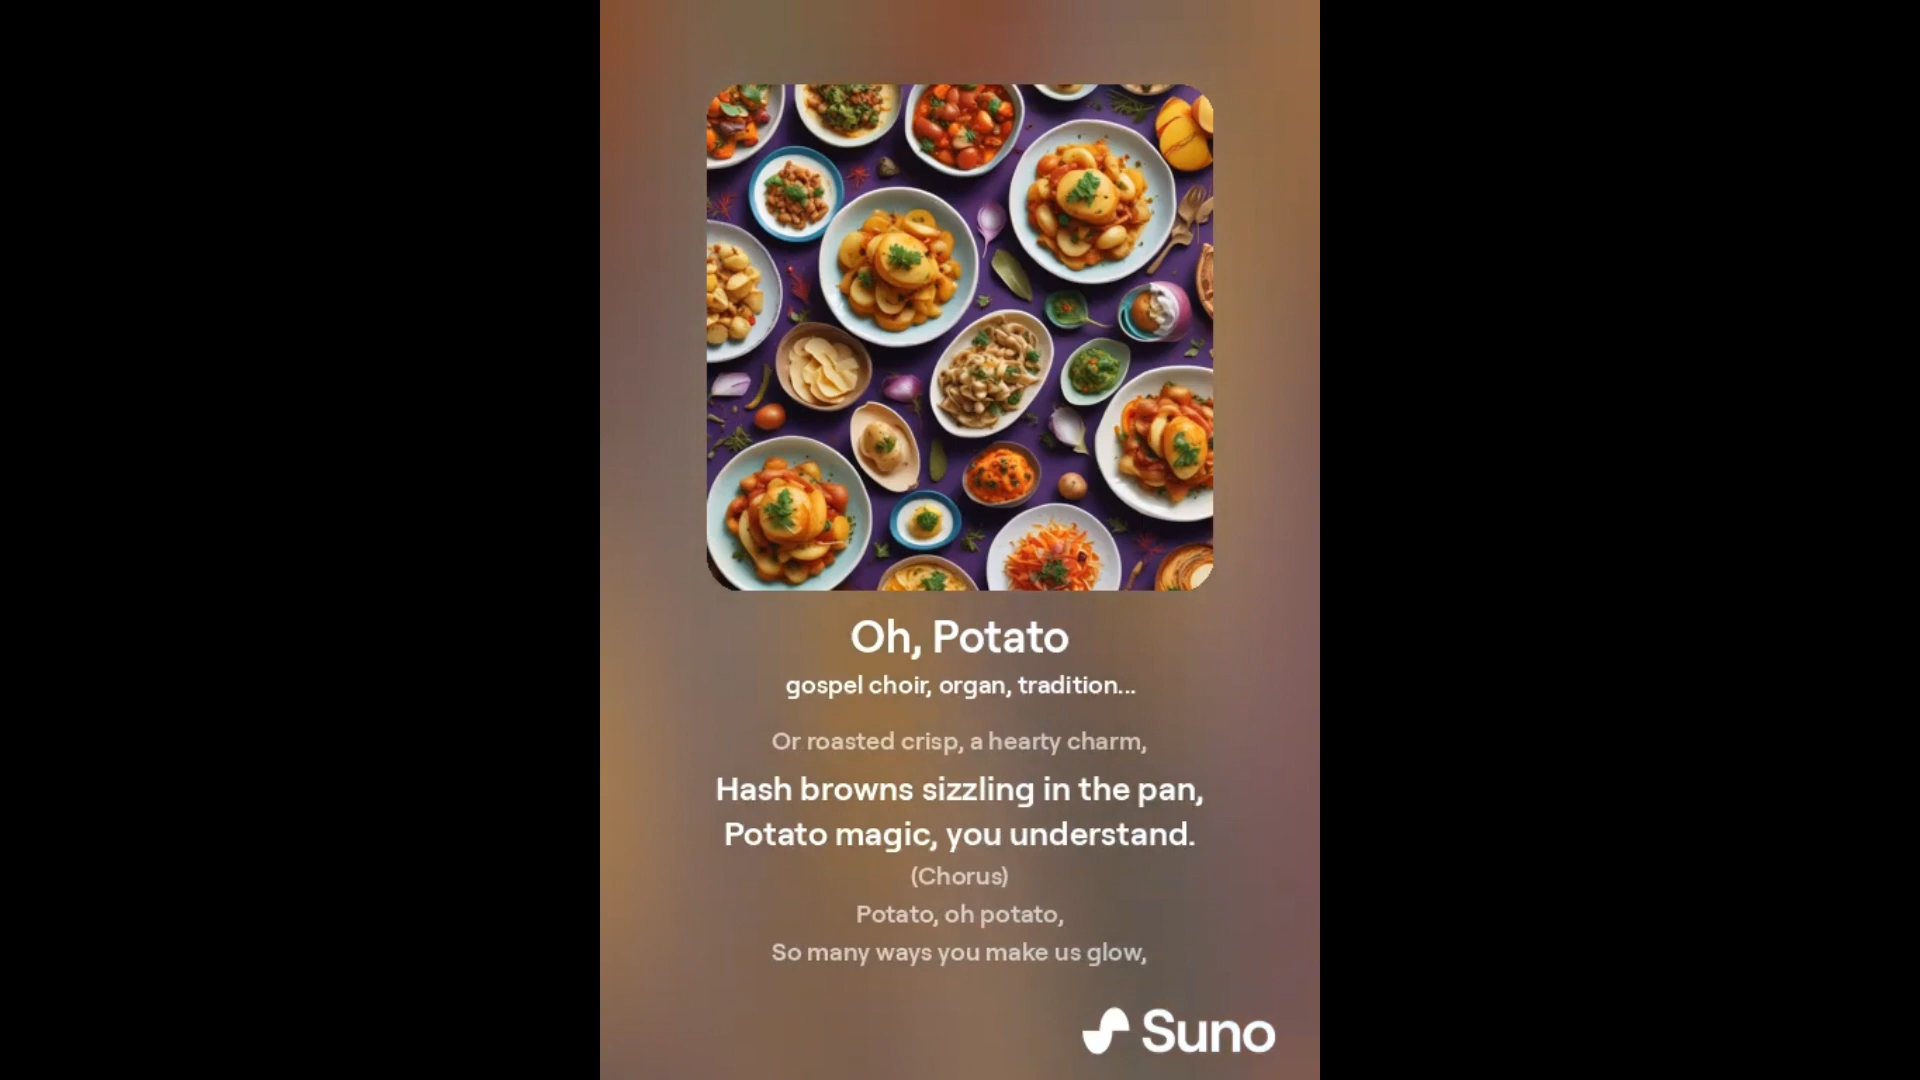 Oh, Potato
gospel choir, organ, tradition...
Or roasted crisp, a hearty charm,
Hash browns sizzling in the pan,
Potato magic, you understand.
(Chorus)
Potato, oh potato,
So many ways you make us glow,
Suno